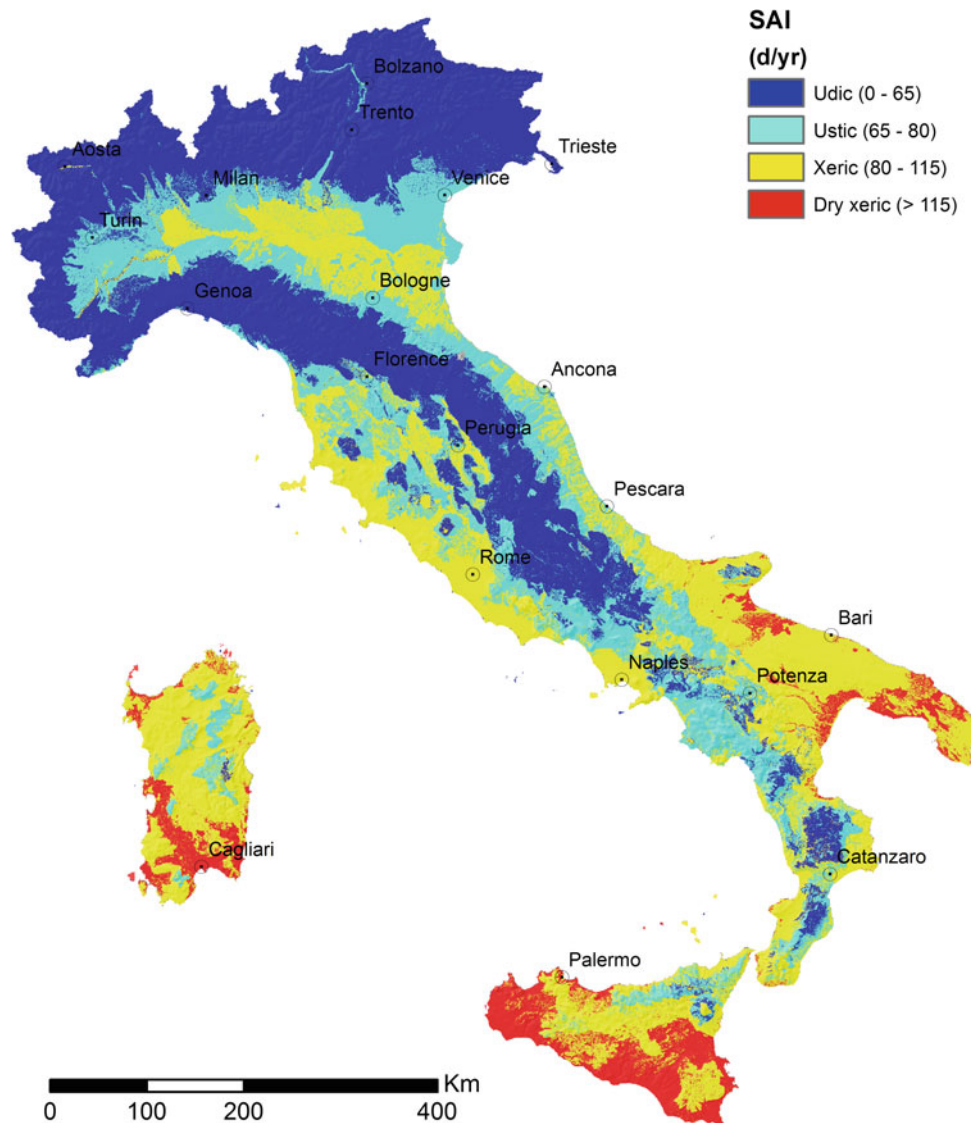 SAI
(d/yr)
Udic (0 - 65)
Ustic (65 - 80)
Xeric (80 - 115)
Dry xeric (> 115)
Bolzano
Trento
Trieste
Aosta
Milan
Venice
Turin
Bologne
Genoa
Florence
Ancona
Perugia
Pescara
Rome
Bari
Naples
Potenza
Cagliari
Catanzaro
Palermo
Km
0 100 200 400